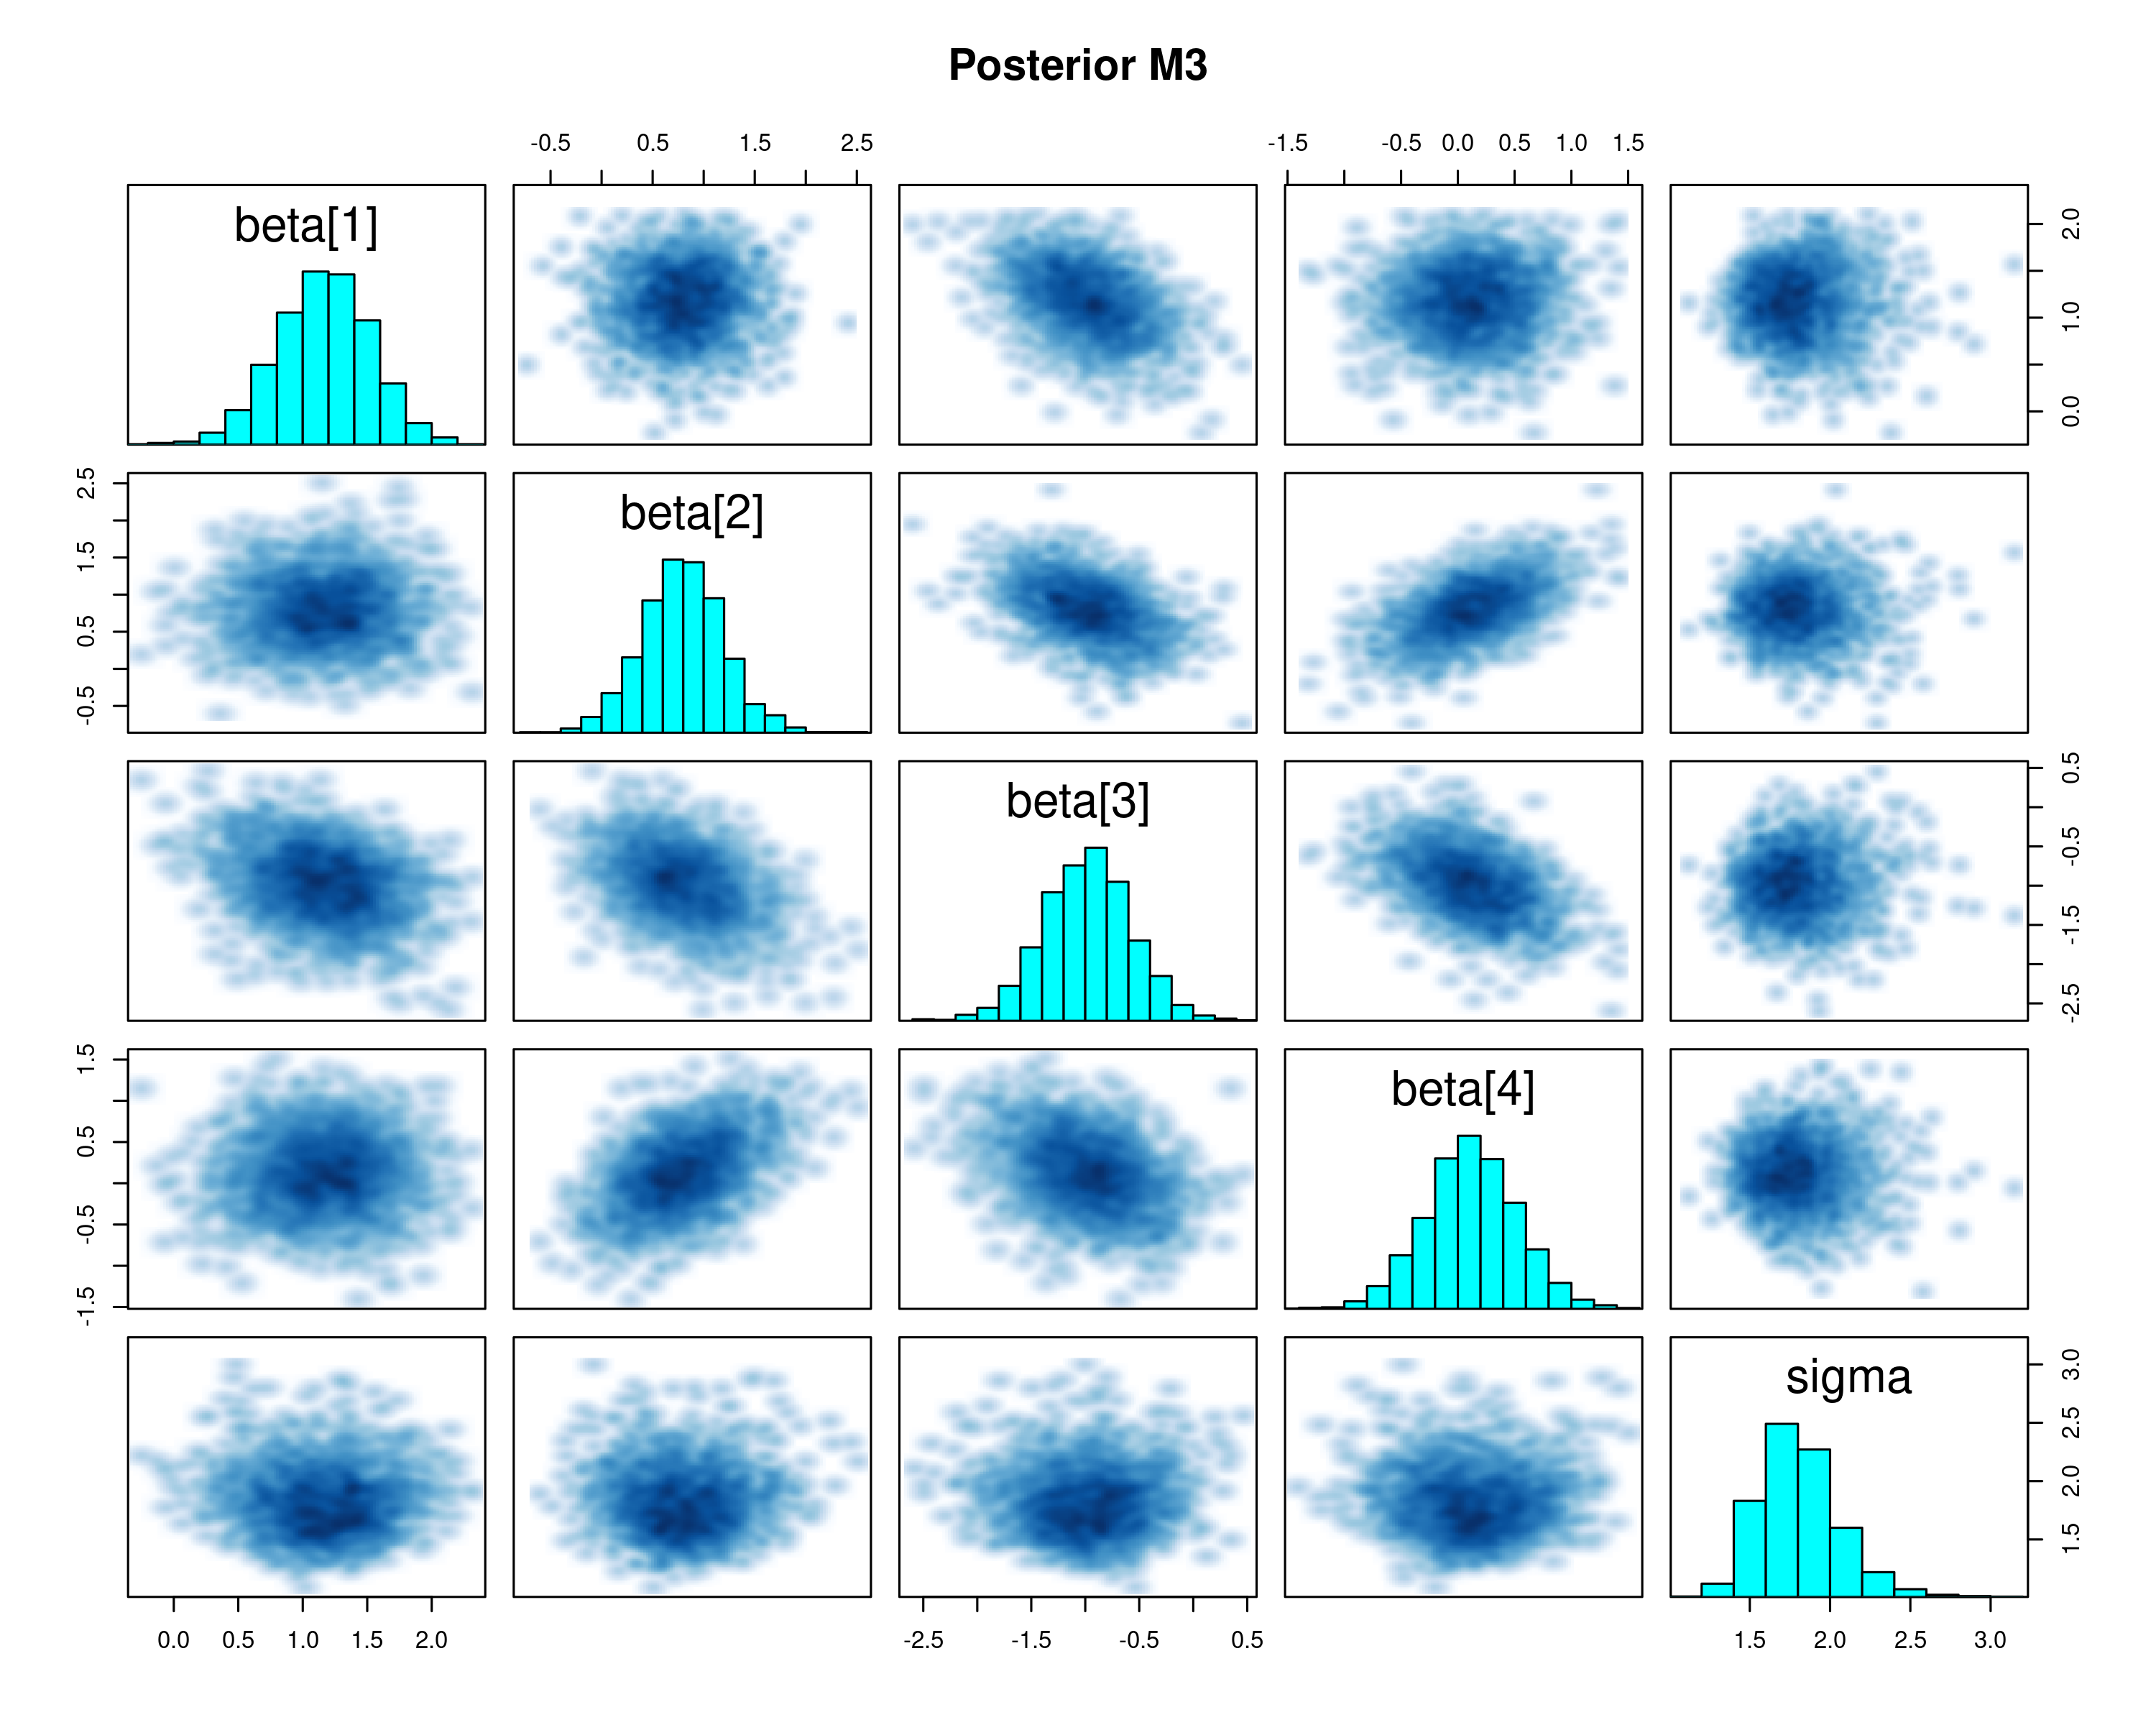 Posterior M3
-0.5 0.5 1.5 2.5 -1.5 -0.5 0.0 0.5 1.0 1.5
beta[1]
0.0 1.0 2.0
beta[2]
-0.5 0.5 1.5 2.5
beta[3]
-2.5 -1.5 -0.5 0.5
beta[4]
-1.5 -0.5 0.5 1.5
sigma
1.5 2.0 2.5 3.0
0.0 0.5 1.0 1.5 2.0 -2.5 -1.5 -0.5 0.5 1.5 2.0 2.5 3.0